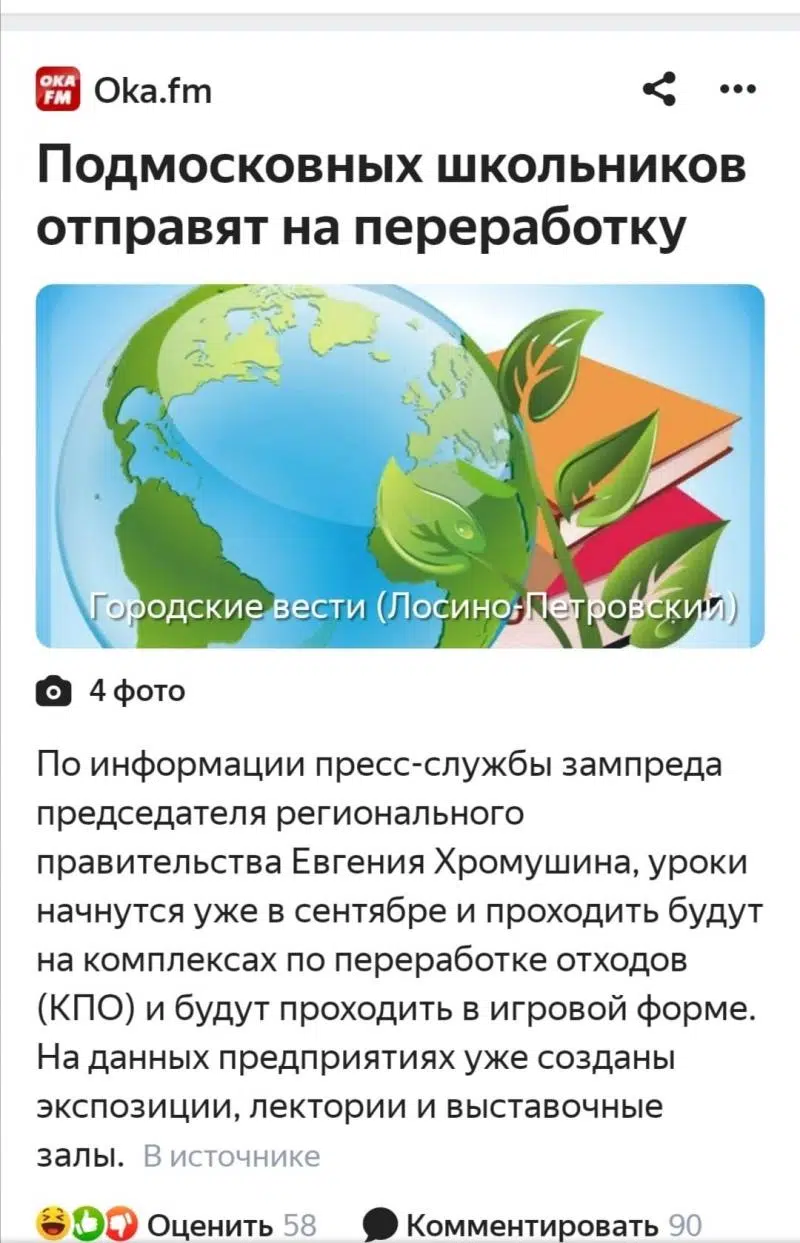 ОКА
FM
Oka.fm
Подмосковных школьников
отправят на переработку
Городские вести (Лосино-Петровский)
4 фото
По информации пресс-службы зампреда
председателя регионального
правительства Евгения Хромушина, уроки
начнутся уже в сентябре и проходить будут
на комплексах по переработке отходов
(КПО) и будут проходить в игровой форме.
На данных предприятиях уже созданы
экспозиции, лектории и выставочные
залы. В источнике
Оценить 58 Комментировать 90